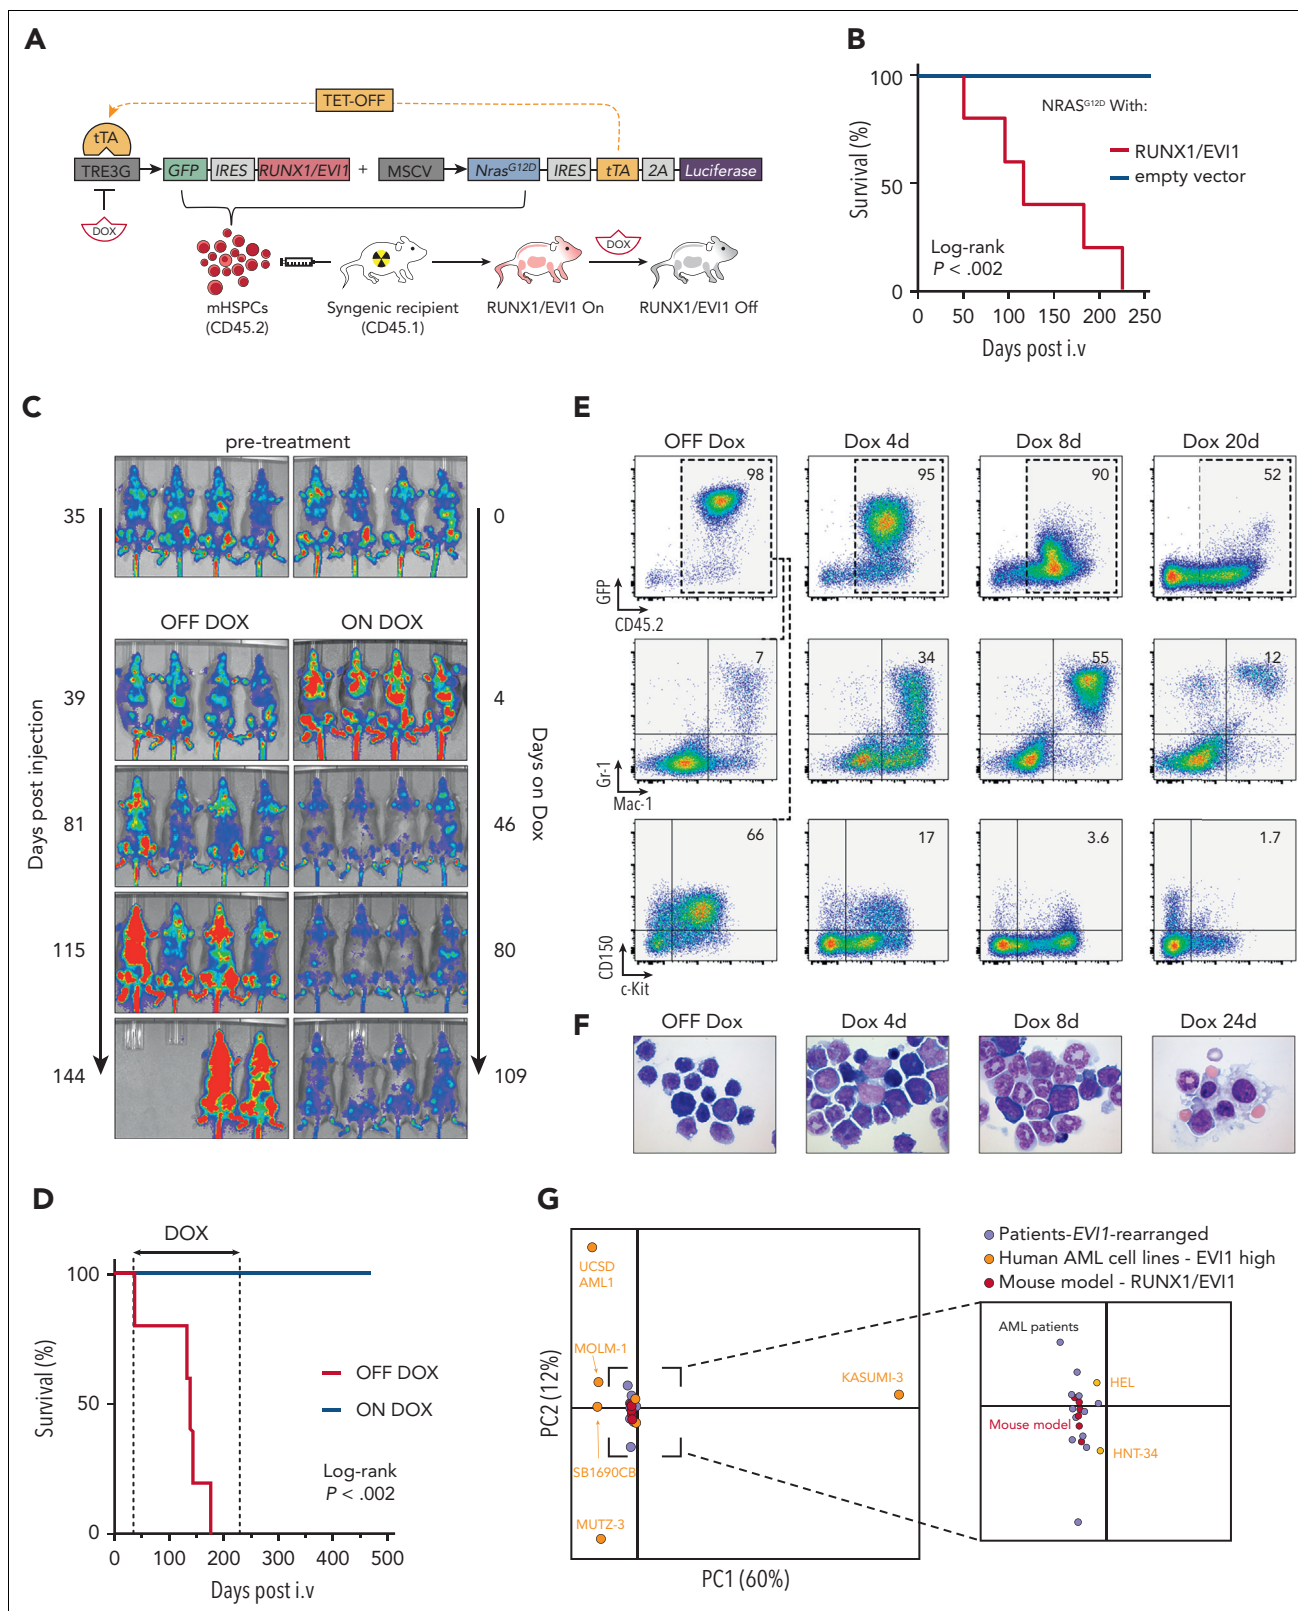 A
TET-OFF
tTA
TRE3G
GFP
IRES
RUNX1/EVI1
+
MSCV
Nras^G12D
IRES
tTA
2A
Luciferase
DOX
DOX
mHSPCs
(CD45.2)
Syngenic recipient
(CD45.1)
RUNX1/EVI1 On
RUNX1/EVI1 Off
B
100
50
0
Survival (%)
NRAS^G12D With:
RUNX1/EVI1
empty vector
Log-rank
P < .002
0 50 100 150 200 250
Days post i.v
C
pre-treatment
35
0
OFF DOX
ON DOX
39
4
81
46
115
80
144
109
Days post injection
Days on Dox
D
DOX
100
50
0
Survival (%)
OFF DOX
ON DOX
Log-rank
P < .002
0 100 200 300 400 500
Days post i.v
E
OFF Dox
Dox 4d
Dox 8d
Dox 20d
98
95
90
52
GFP
CD45.2
7
34
55
12
Gr-1
Mac-1
66
17
3.6
1.7
CD150
c-Kit
F
OFF Dox
Dox 4d
Dox 8d
Dox 24d
G
UCSD
AML1
MOLM-1
KASUMI-3
SB1690CB
MUTZ-3
PC2 (12%)
PC1 (60%)
Patients-EVI1-rearranged
Human AML cell lines - EVI1 high
Mouse model - RUNX1/EVI1
AML patients
HEL
Mouse model
HNT-34